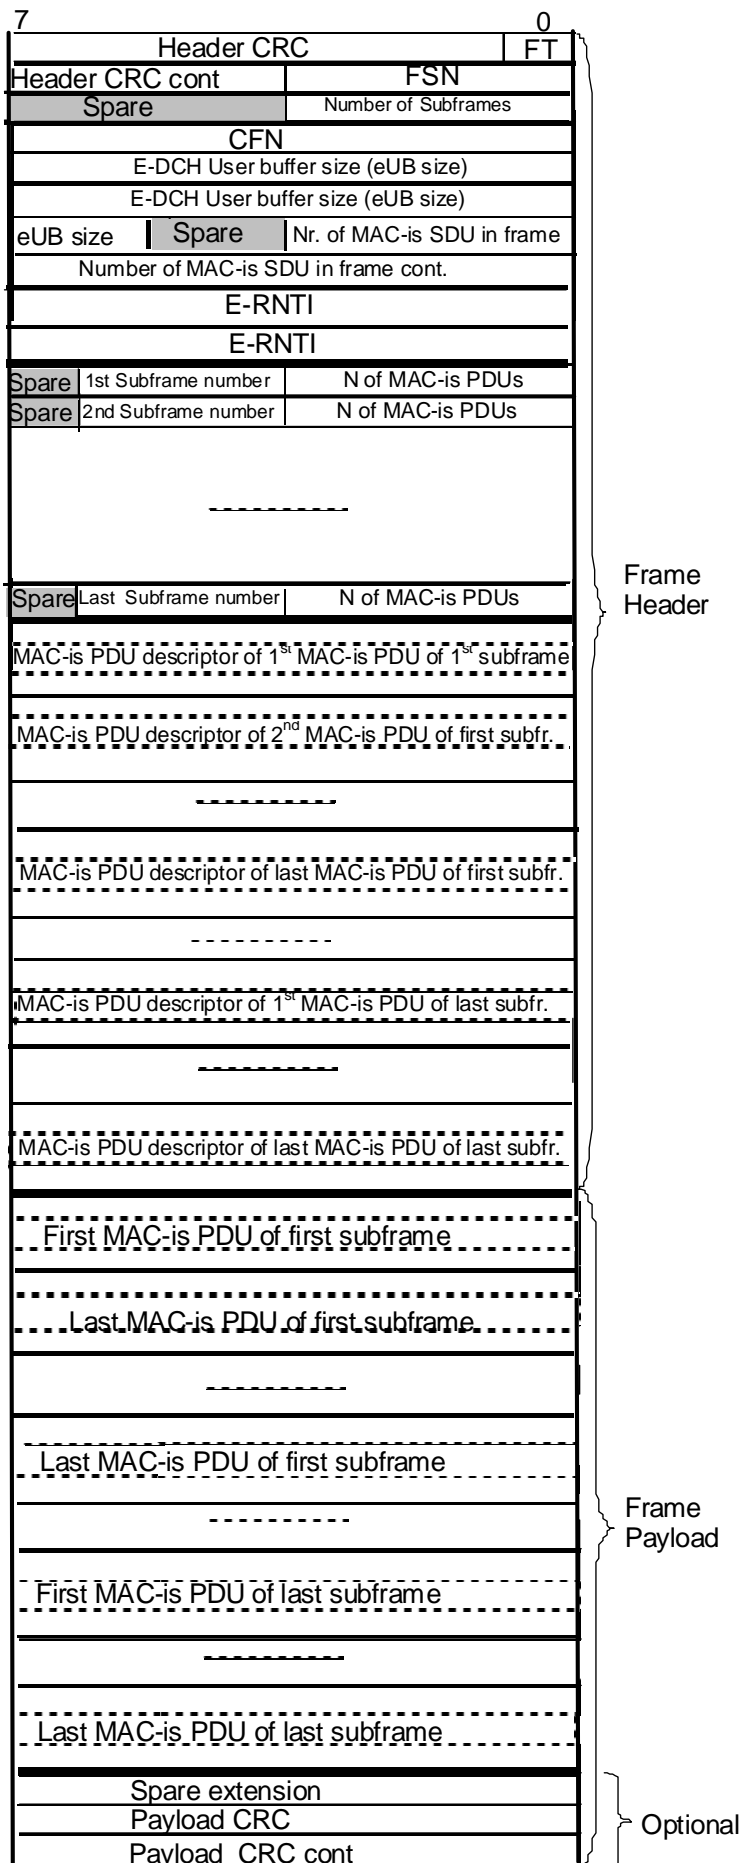 7 0
Header CRC FT
Header CRC cont FSN
Spare Number of Subframes
CFN
E-DCH User buffer size (eUB size)
E-DCH User buffer size (eUB size)
eUB size Spare Nr. of MAC-is SDU in frame
Number of MAC-is SDU in frame cont.
E-RNTI
E-RNTI
Spare 1st Subframe number N of MAC-is PDUs
Spare 2nd Subframe number N of MAC-is PDUs
Frame
Header
Spare Last Subframe number N of MAC-is PDUs
MAC-is PDU descriptor of 1st MAC-is PDU of 1st subframe
MAC-is PDU descriptor of 2nd MAC-is PDU of first subfr.
MAC-is PDU descriptor of last MAC-is PDU of first subfr.
MAC-is PDU descriptor of 1st MAC-is PDU of last subfr.
MAC-is PDU descriptor of last MAC-is PDU of last subfr.
First MAC-is PDU of first subframe
Last MAC-is PDU of first subframe
Last MAC-is PDU of first subframe
Frame
Payload
First MAC-is PDU of last subframe
Last MAC-is PDU of last subframe
Spare extension
Payload CRC
Optional
Payload CRC cont